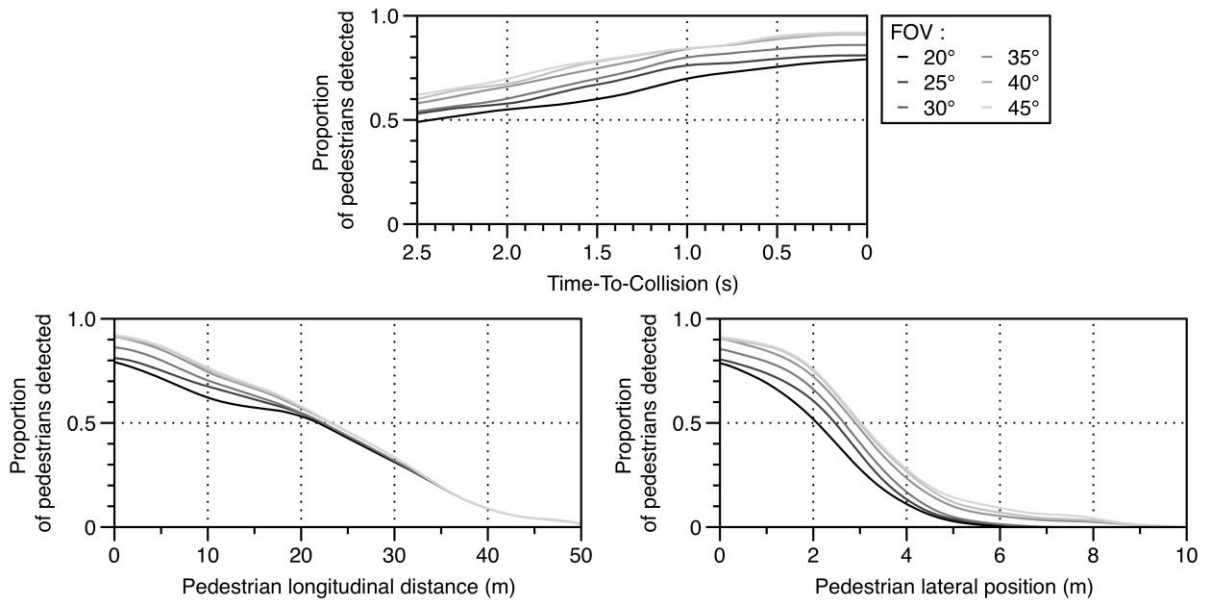 1.0
0.5
0
Proportion
of pedestrians detected
2.5 2.0 1.5 1.0 0.5 0
Time-To-Collision (s)
FOV :
20° 35°
25° 40°
30° 45°
1.0
0.5
0
Proportion
of pedestrians detected
0 10 20 30 40 50
Pedestrian longitudinal distance (m)
1.0
0.5
0
Proportion
of pedestrians detected
0 2 4 6 8 10
Pedestrian lateral position (m)